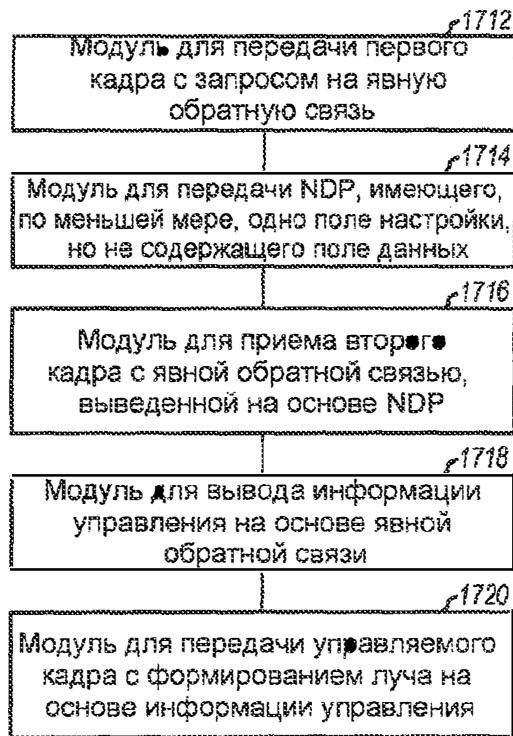 1712
Модуль для передачи первого
кадра с запросом на явную
обратную связь
1714
Модуль для передачи NDP, имеющего,
по меньшей мере, одно поле настройки,
но не содержащего поле данных
1716
Модуль для приема второго
кадра с явной обратной связью,
выведенной на основе NDP
1718
Модуль для вывода информации
управления на основе явной
обратной связи
1720
Модуль для передачи управляемого
кадра с формированием луча на
основе информации управления